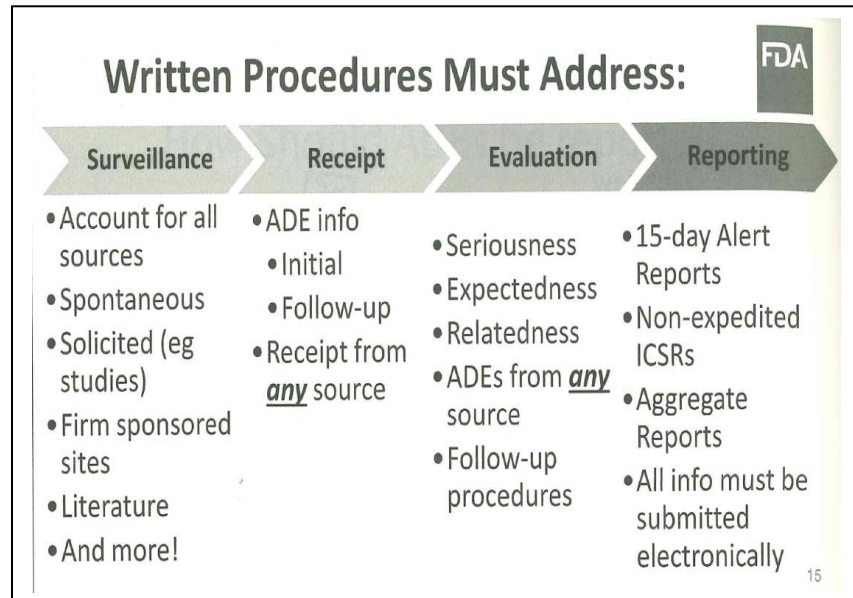 Written Procedures Must Address:
FDA
Surveillance
Receipt
Evaluation
Reporting
• Account for all
sources
• Spontaneous
• Solicited (eg
studies)
• Firm sponsored
sites
• Literature
• And more!
• ADE info
• Initial
• Follow-up
• Receipt from
any source
• Seriousness
• Expectedness
• Relatedness
• ADEs from any
source
• Follow-up
procedures
• 15-day Alert
Reports
• Non-expedited
ICSRs
• Aggregate
Reports
• All info must be
submitted
electronically
15